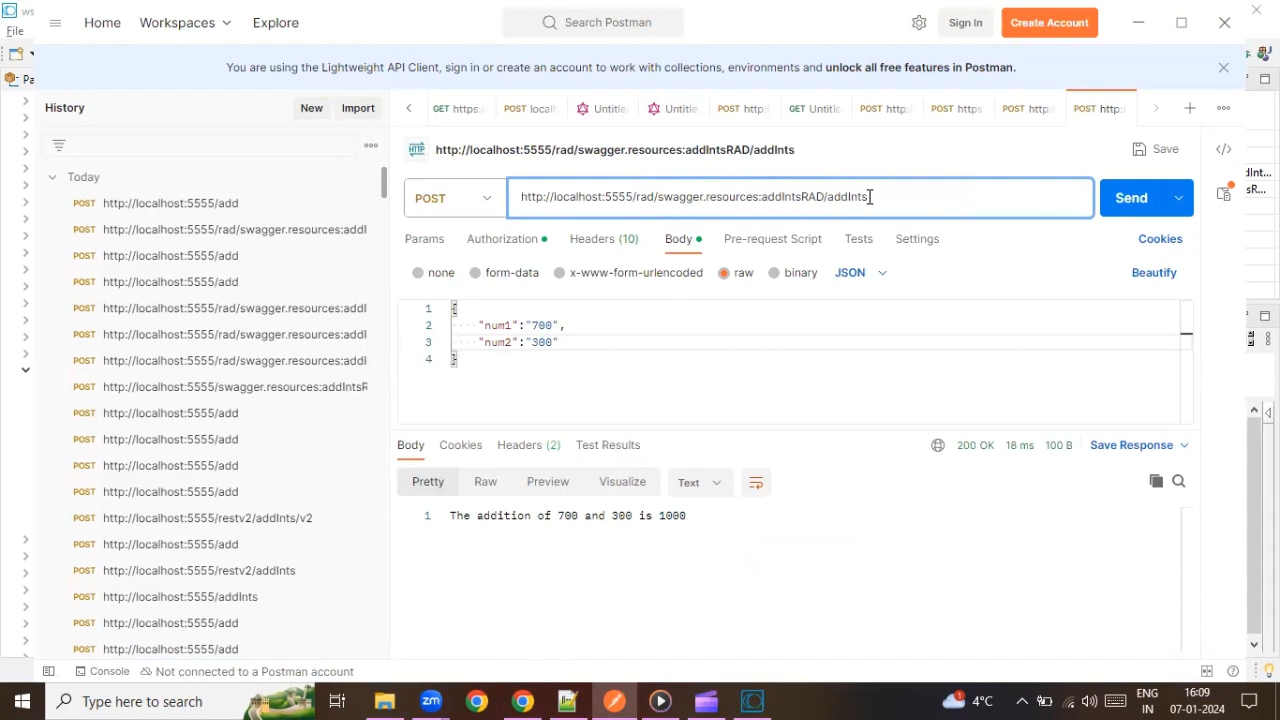 ws
File
Home
Workspaces
Explore
Search Postman
Sign In
Create Account
You are using the Lightweight API Client, sign in or create an account to work with collections, environments and unlock all free features in Postman.
Pa
History
New
Import
GET https:/
POST locall
Untitle
Untitle
POST http:/
GET Untitle
POST http:/
POST https
POST http:/
POST http:/
HTTP
http://localhost:5555/rad/swagger.resources:addIntsRAD/addInts
Save
POST
http://localhost:5555/rad/swagger.resources:addIntsRAD/addInts
Send
Params
Authorization
Headers (10)
Body
Pre-request Script
Tests
Settings
Cookies
none
form-data
x-www-form-urlencoded
raw
binary
JSON
Beautify
1 {
2 "num1":"700",
3 "num2":"300"
4 }
Today
POST http://localhost:5555/add
POST http://localhost:5555/rad/swagger.resources:addI
POST http://localhost:5555/add
POST http://localhost:5555/add
POST http://localhost:5555/rad/swagger.resources:addI
POST http://localhost:5555/rad/swagger.resources:addI
POST http://localhost:5555/rad/swagger.resources:addI
POST http://localhost:5555/swagger.resources:addIntsR
POST http://localhost:5555/add
POST http://localhost:5555/add
POST http://localhost:5555/add
POST http://localhost:5555/add
POST http://localhost:5555/restv2/addInts/v2
POST http://localhost:5555/add
POST http://localhost:5555/restv2/addInts
POST http://localhost:5555/addInts
POST http://localhost:5555/add
POST http://localhost:5555/add
Body
Cookies
Headers (2)
Test Results
200 OK
18 ms
100 B
Save Response
Pretty
Raw
Preview
Visualize
Text
1 The addition of 700 and 300 is 1000
Console
Not connected to a Postman account
Type here to search
zm
4°C
ENG
IN
16:09
07-01-2024